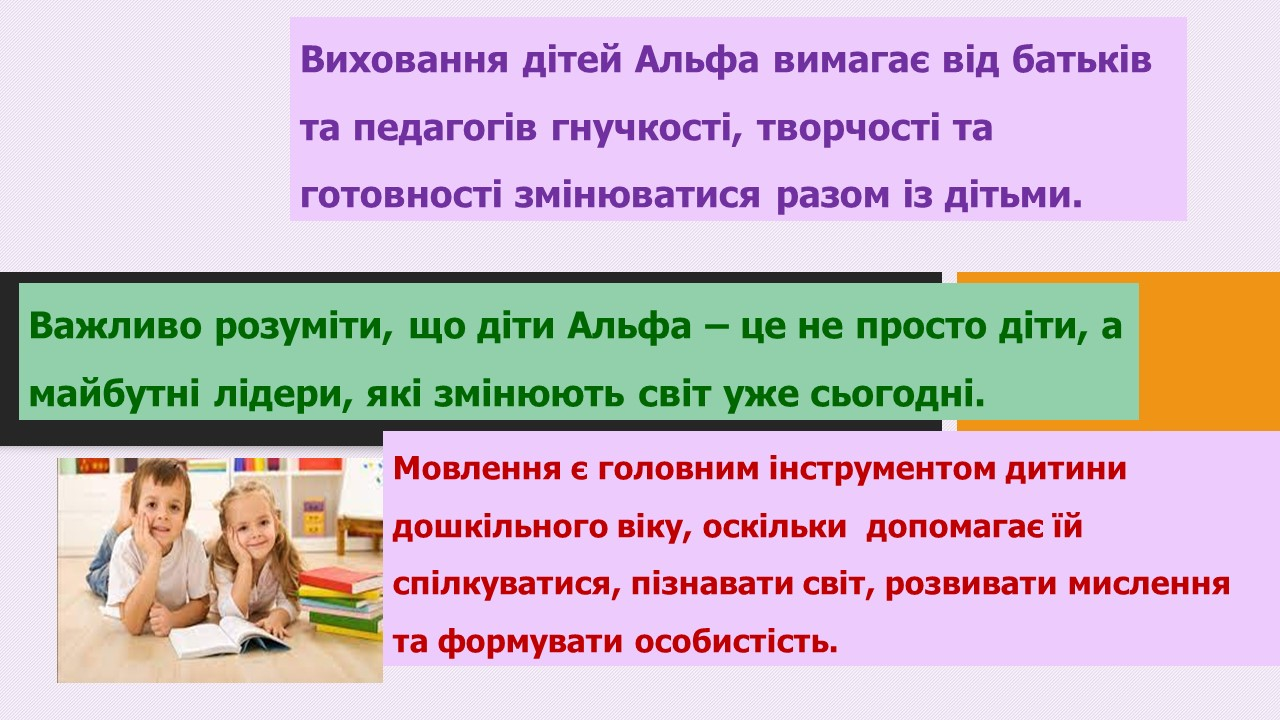 Виховання дітей Альфа вимагає від батьків
та педагогів гнучкості, творчості та
готовності змінюватися разом із дітьми.
Важливо розуміти, що діти Альфа – це не просто діти, а
майбутні лідери, які змінюють світ уже сьогодні.
Мовлення є головним інструментом дитини
дошкільного віку, оскільки  допомагає їй
спілкуватися, пізнавати світ, розвивати мислення
та формувати особистість.